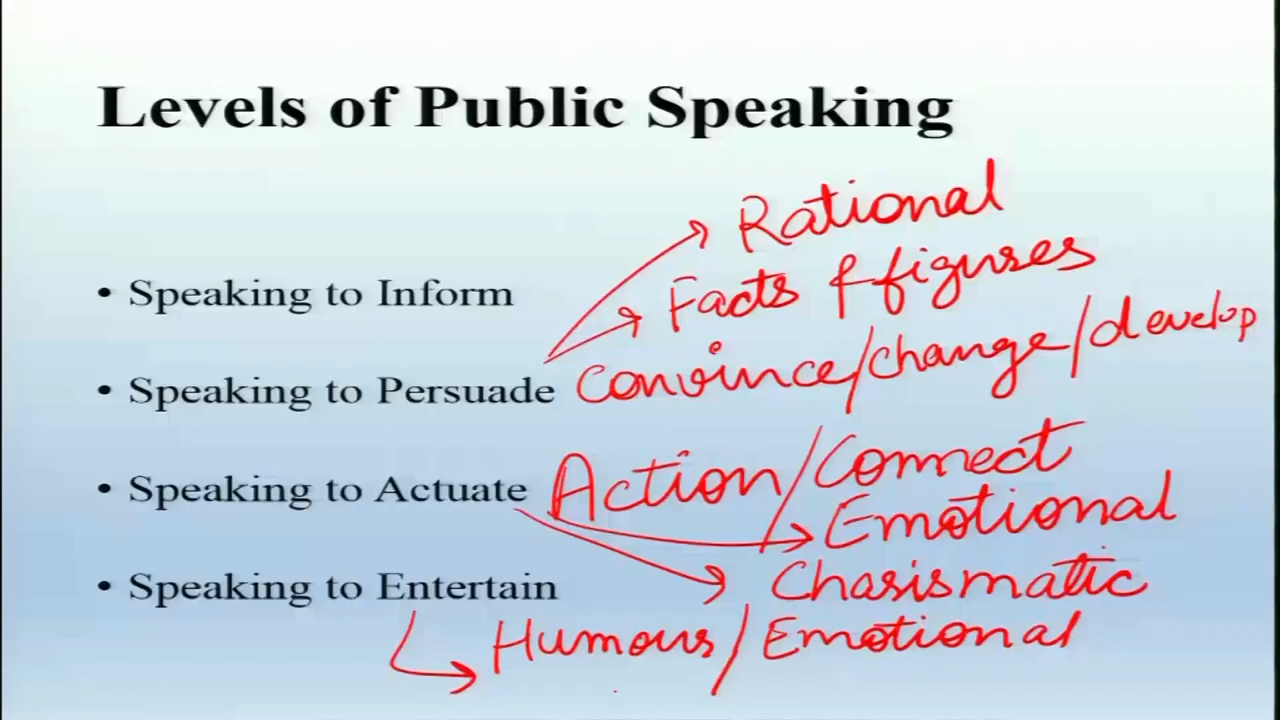 Levels of Public Speaking
Rational
• Speaking to Inform
Facts & figures
• Speaking to Persuade Convince/change/develop
• Speaking to Actuate Action/Connect
Emotional
Charismatic
• Speaking to Entertain
Humour/Emotional